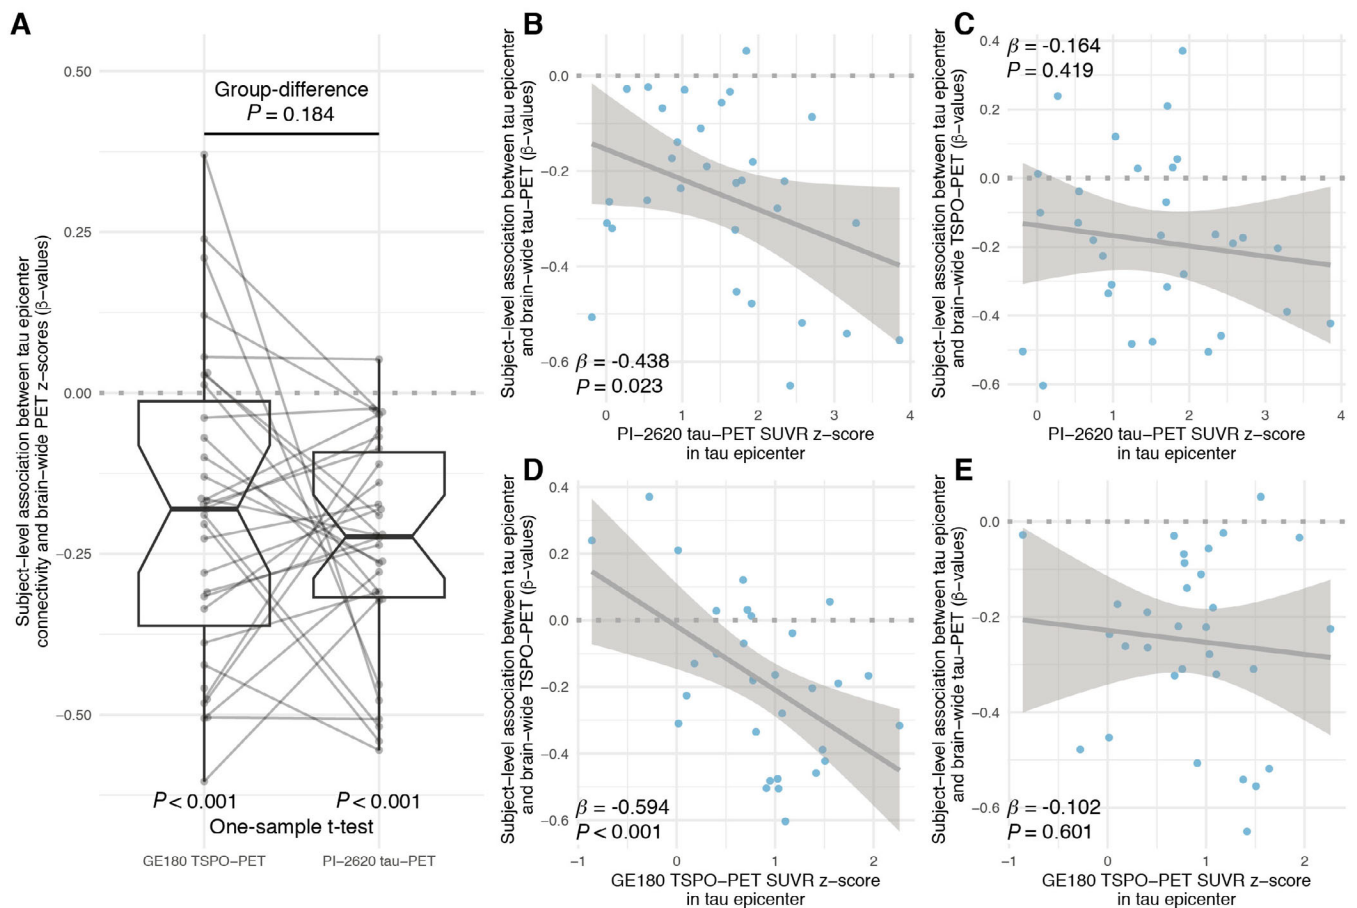 A
Subject−level association between tau epicenter
connectivity and brain−wide PET z−scores (β−values)
0.50
0.25
0.00
−0.25
−0.50
Group-difference
P = 0.184
P < 0.001
P < 0.001
One-sample t-test
GE180 TSPO−PET
PI−2620 tau−PET
B
Subject−level association between tau epicenter
and brain−wide tau−PET (β−values)
0.0
−0.2
−0.4
−0.6
β = -0.438
P = 0.023
0
1
2
3
4
PI−2620 tau−PET SUVR z−score
in tau epicenter
C
Subject−level association between tau epicenter
and brain−wide TSPO−PET (β−values)
0.4
0.2
0.0
−0.2
−0.4
−0.6
β = -0.164
P = 0.419
0
1
2
3
4
PI−2620 tau−PET SUVR z−score
in tau epicenter
D
Subject−level association between tau epicenter
and brain−wide TSPO−PET (β−values)
0.4
0.2
0.0
−0.2
−0.4
−0.6
β = -0.594
P < 0.001
−1
0
1
2
GE180 TSPO−PET SUVR z−score
in tau epicenter
E
Subject−level association between tau epicenter
and brain−wide tau−PET (β−values)
0.0
−0.2
−0.4
−0.6
β = -0.102
P = 0.601
−1
0
1
2
GE180 TSPO−PET SUVR z−score
in tau epicenter